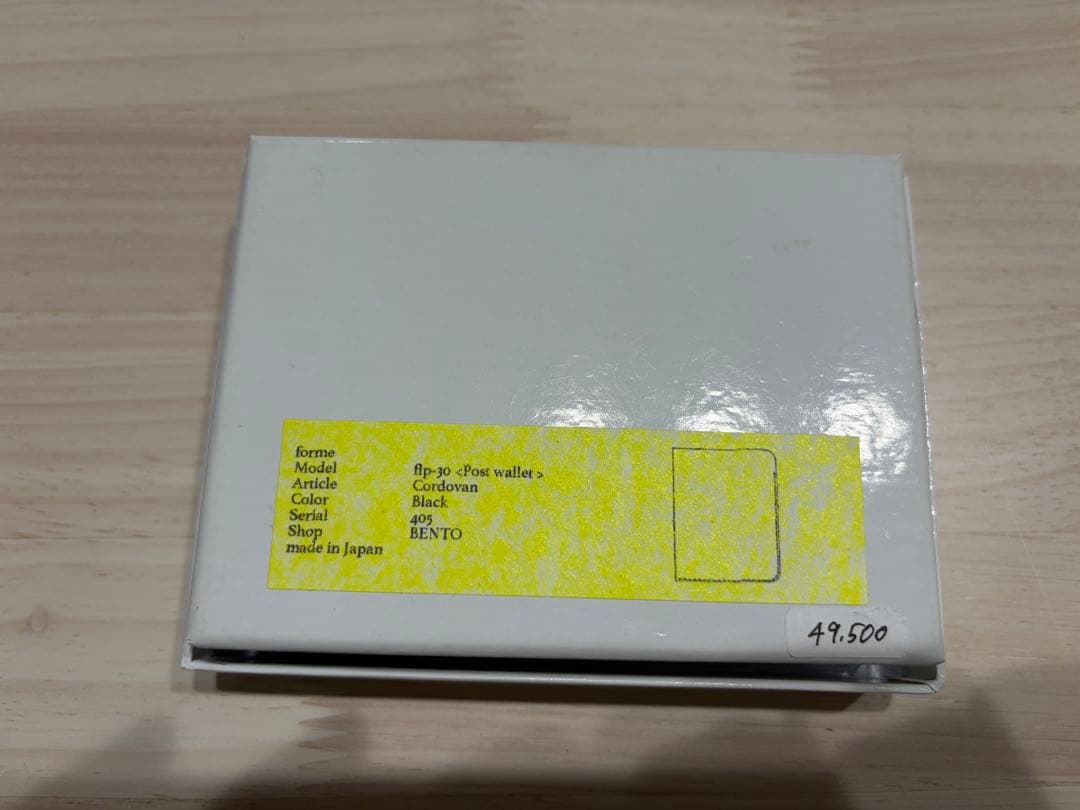 forme
Model flp-30 <Post wallet >
Article Cordovan
Color Black
Serial 405
Shop BENTO
made in Japan
49.500